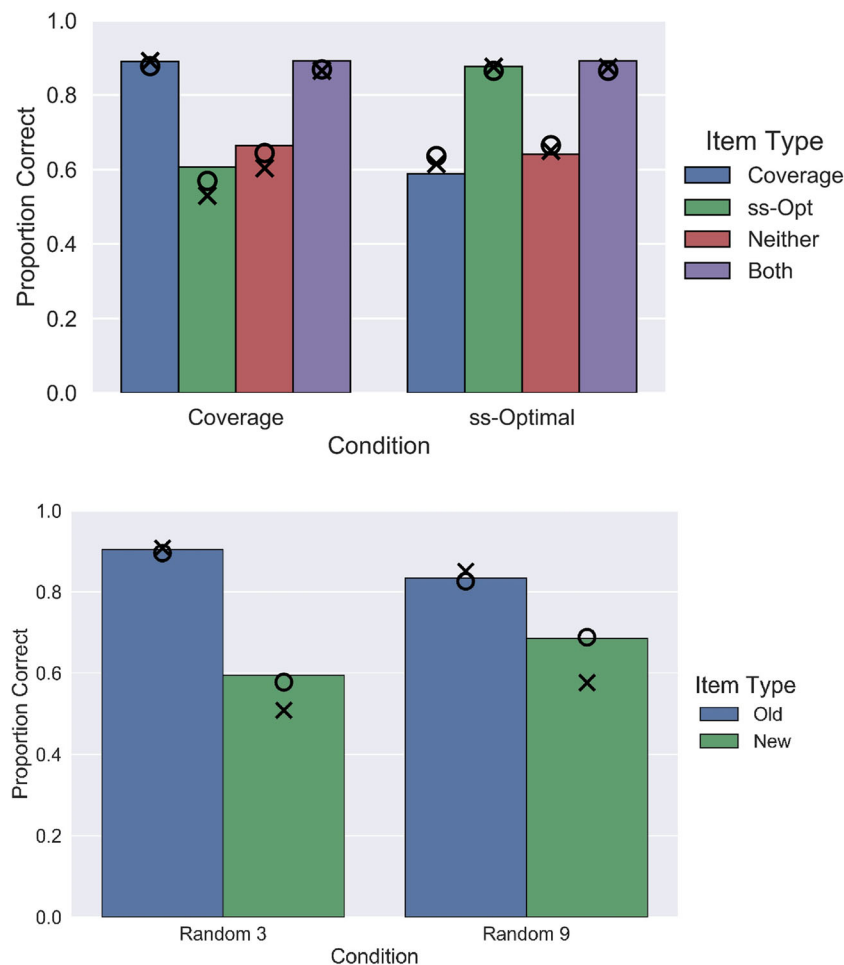 1.0
0.8
0.6
0.4
0.2
0.0
Proportion Correct
Coverage
ss-Optimal
Condition
Item Type
Coverage
ss-Opt
Neither
Both
1.0
0.8
0.6
0.4
0.2
0.0
Proportion Correct
Random 3
Random 9
Condition
Item Type
Old
New